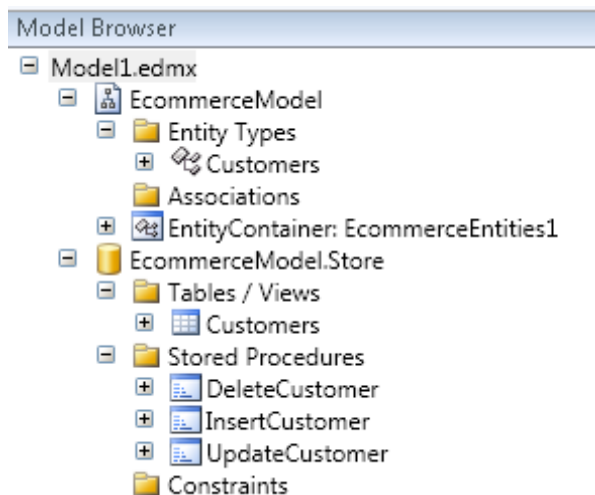 Model Browser
Model1.edmx
EcommerceModel
Entity Types
Customers
Associations
EntityContainer: EcommerceEntities1
EcommerceModel.Store
Tables / Views
Customers
Stored Procedures
DeleteCustomer
InsertCustomer
UpdateCustomer
Constraints